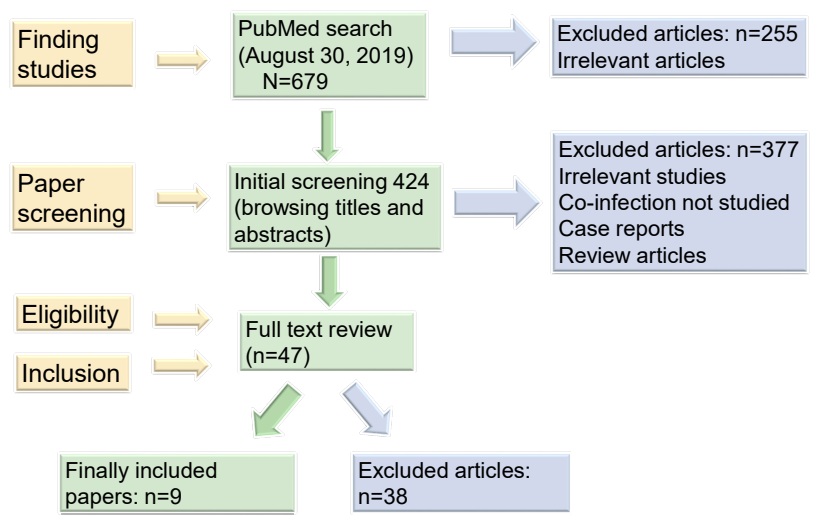 Finding
studies
PubMed search
(August 30, 2019)
N=679
Excluded articles: n=255
Irrelevant articles
Paper
screening
Initial screening 424
(browsing titles and
abstracts)
Excluded articles: n=377
Irrelevant studies
Co-infection not studied
Case reports
Review articles
Eligibility
Inclusion
Full text review
(n=47)
Finally included
papers: n=9
Excluded articles:
n=38